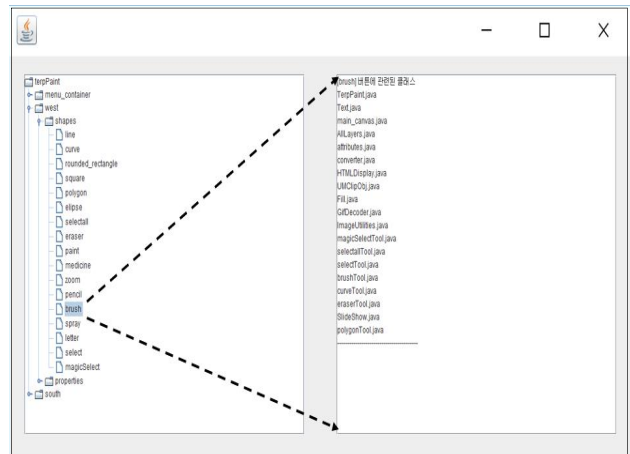 terpPaint
menu_container
west
shapes
line
curve
rounded_rectangle
square
polygon
elipse
selectall
eraser
paint
medicine
zoom
pencil
brush
spray
letter
select
magicSelect
properties
south
[brush] 버튼에 관련된 클래스
TerpPaint.java
Text.java
main_canvas.java
AllLayers.java
attributes.java
converter.java
HTMLDisplay.java
UMClipObj.java
Fill.java
GifDecoder.java
ImageUtilities.java
magicSelectTool.java
selectallTool.java
selectTool.java
brushTool.java
curveTool.java
eraserTool.java
SlideShow.java
polygonTool.java